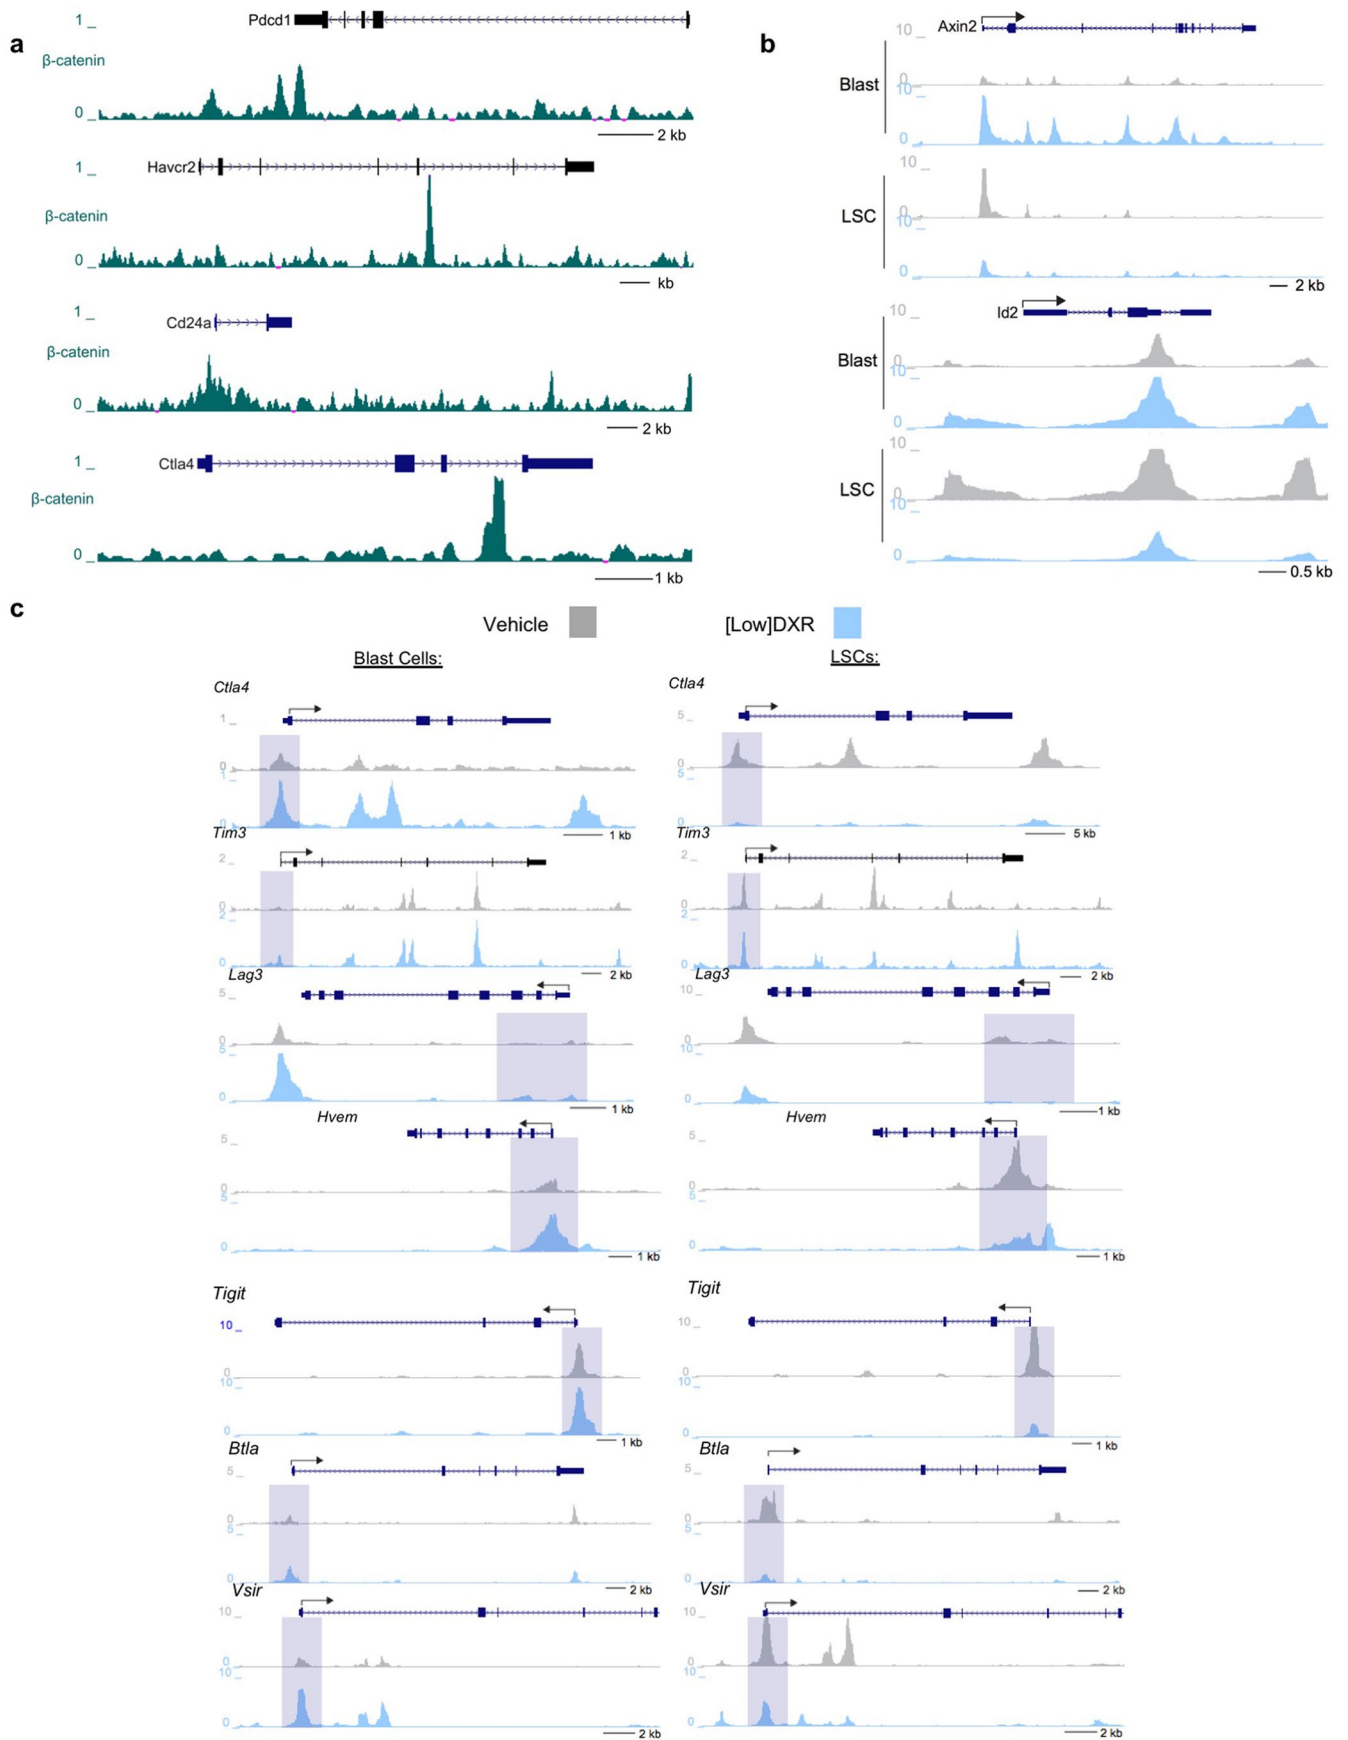 a
1 _ Pdcd1
β-catenin
0 _
2 kb
1 _ Havcr2
β-catenin
0 _
kb
1 _ Cd24a
β-catenin
0 _
2 kb
1 _ Ctla4
β-catenin
0 _
1 kb
b
10 _ Axin2
Blast
0
10 _
0 _
10 _
LSC
0
10 _
0 _
2 kb
10 _ Id2
Blast
0
10 _
0 _
10 _
LSC
0
10 _
0 _
0.5 kb
c
Vehicle [Low]DXR
Blast Cells: LSCs:
Ctla4
1 _
0
1 _
0
1 kb
Ctla4
5 _
0
5 _
0
5 kb
Tim3
2 _
0
2 _
0
2 kb
Tim3
2 _
0
2 _
0
2 kb
Lag3
5 _
0
5 _
0
1 kb
Lag3
10 _
0
10 _
0
1 kb
Hvem
5 _
0
5 _
0
1 kb
Hvem
5 _
0
5 _
0
1 kb
Tigit
10 _
0
10 _
0
1 kb
Tigit
10 _
0
10 _
0
1 kb
Btla
5 _
0
5 _
0
2 kb
Btla
5 _
0
5 _
0
2 kb
Vsir
10 _
0
10 _
0
2 kb
Vsir
10 _
0
10 _
0
2 kb